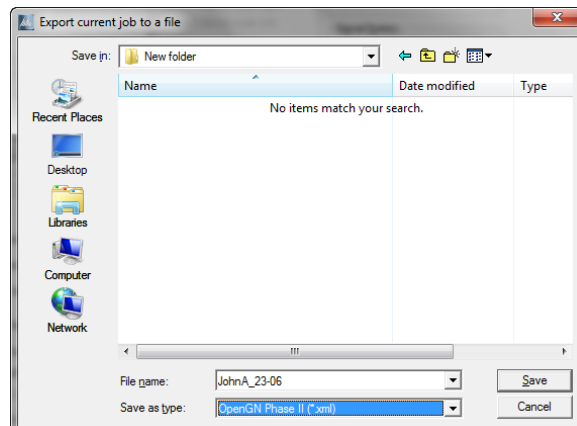 Export current job to a file
Save in: New folder
Name Date modified Type
No items match your search.
Recent Places
Desktop
Libraries
Computer
Network
File name: JohnA_23-06 Save
Save as type: OpenGN Phase II (*.xml) Cancel